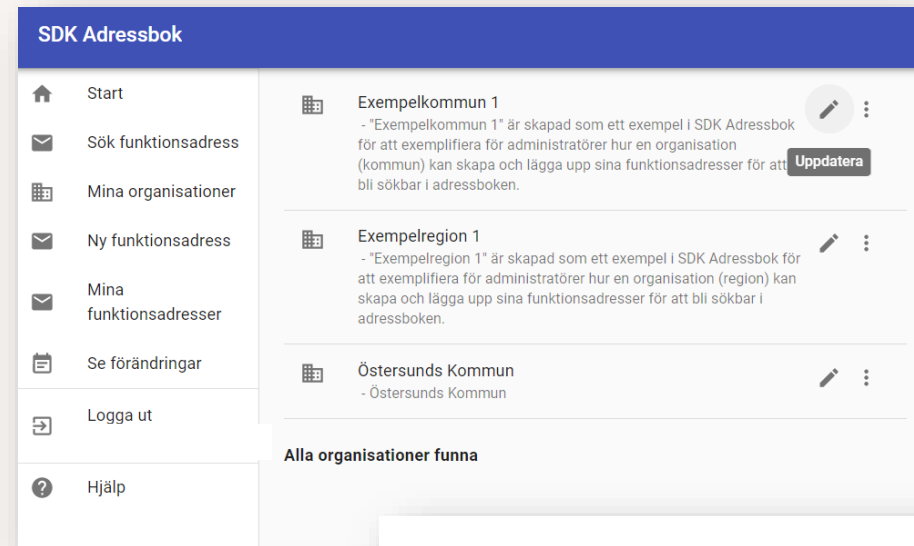 SDK Adressbok
Start
Sök funktionsadress
Mina organisationer
Ny funktionsadress
Mina
funktionsadresser
Se förändringar
Logga ut
Hjälp
Exempelkommun 1
- "Exempelkommun 1" är skapad som ett exempel i SDK Adressbok
för att exemplifiera för administratörer hur en organisation
(kommun) kan skapa och lägga upp sina funktionsadresser för att
bli sökbar i adressboken.
Uppdatera
Exempelregion 1
- "Exempelregion 1" är skapad som ett exempel i SDK Adressbok för
att exemplifiera för administratörer hur en organisation (region) kan
skapa och lägga upp sina funktionsadresser för att bli sökbar i
adressboken.
Östersunds Kommun
- Östersunds Kommun
Alla organisationer funna